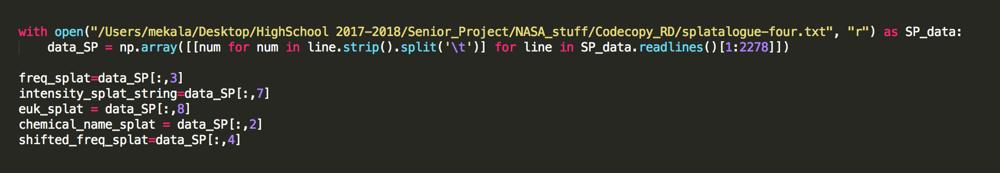 with open("/Users/mekala/Desktop/HighSchool 2017-2018/Senior_Project/NASA_stuff/Codecopy_RD/splatalogue-four.txt", "r") as SP_data:
    data_SP = np.array([[num for num in line.strip().split('\t')] for line in SP_data.readlines()[1:2278]])
freq_splat=data_SP[:,3]
intensity_splat_string=data_SP[:,7]
euk_splat = data_SP[:,8]
chemical_name_splat = data_SP[:,2]
shifted_freq_splat=data_SP[:,4]